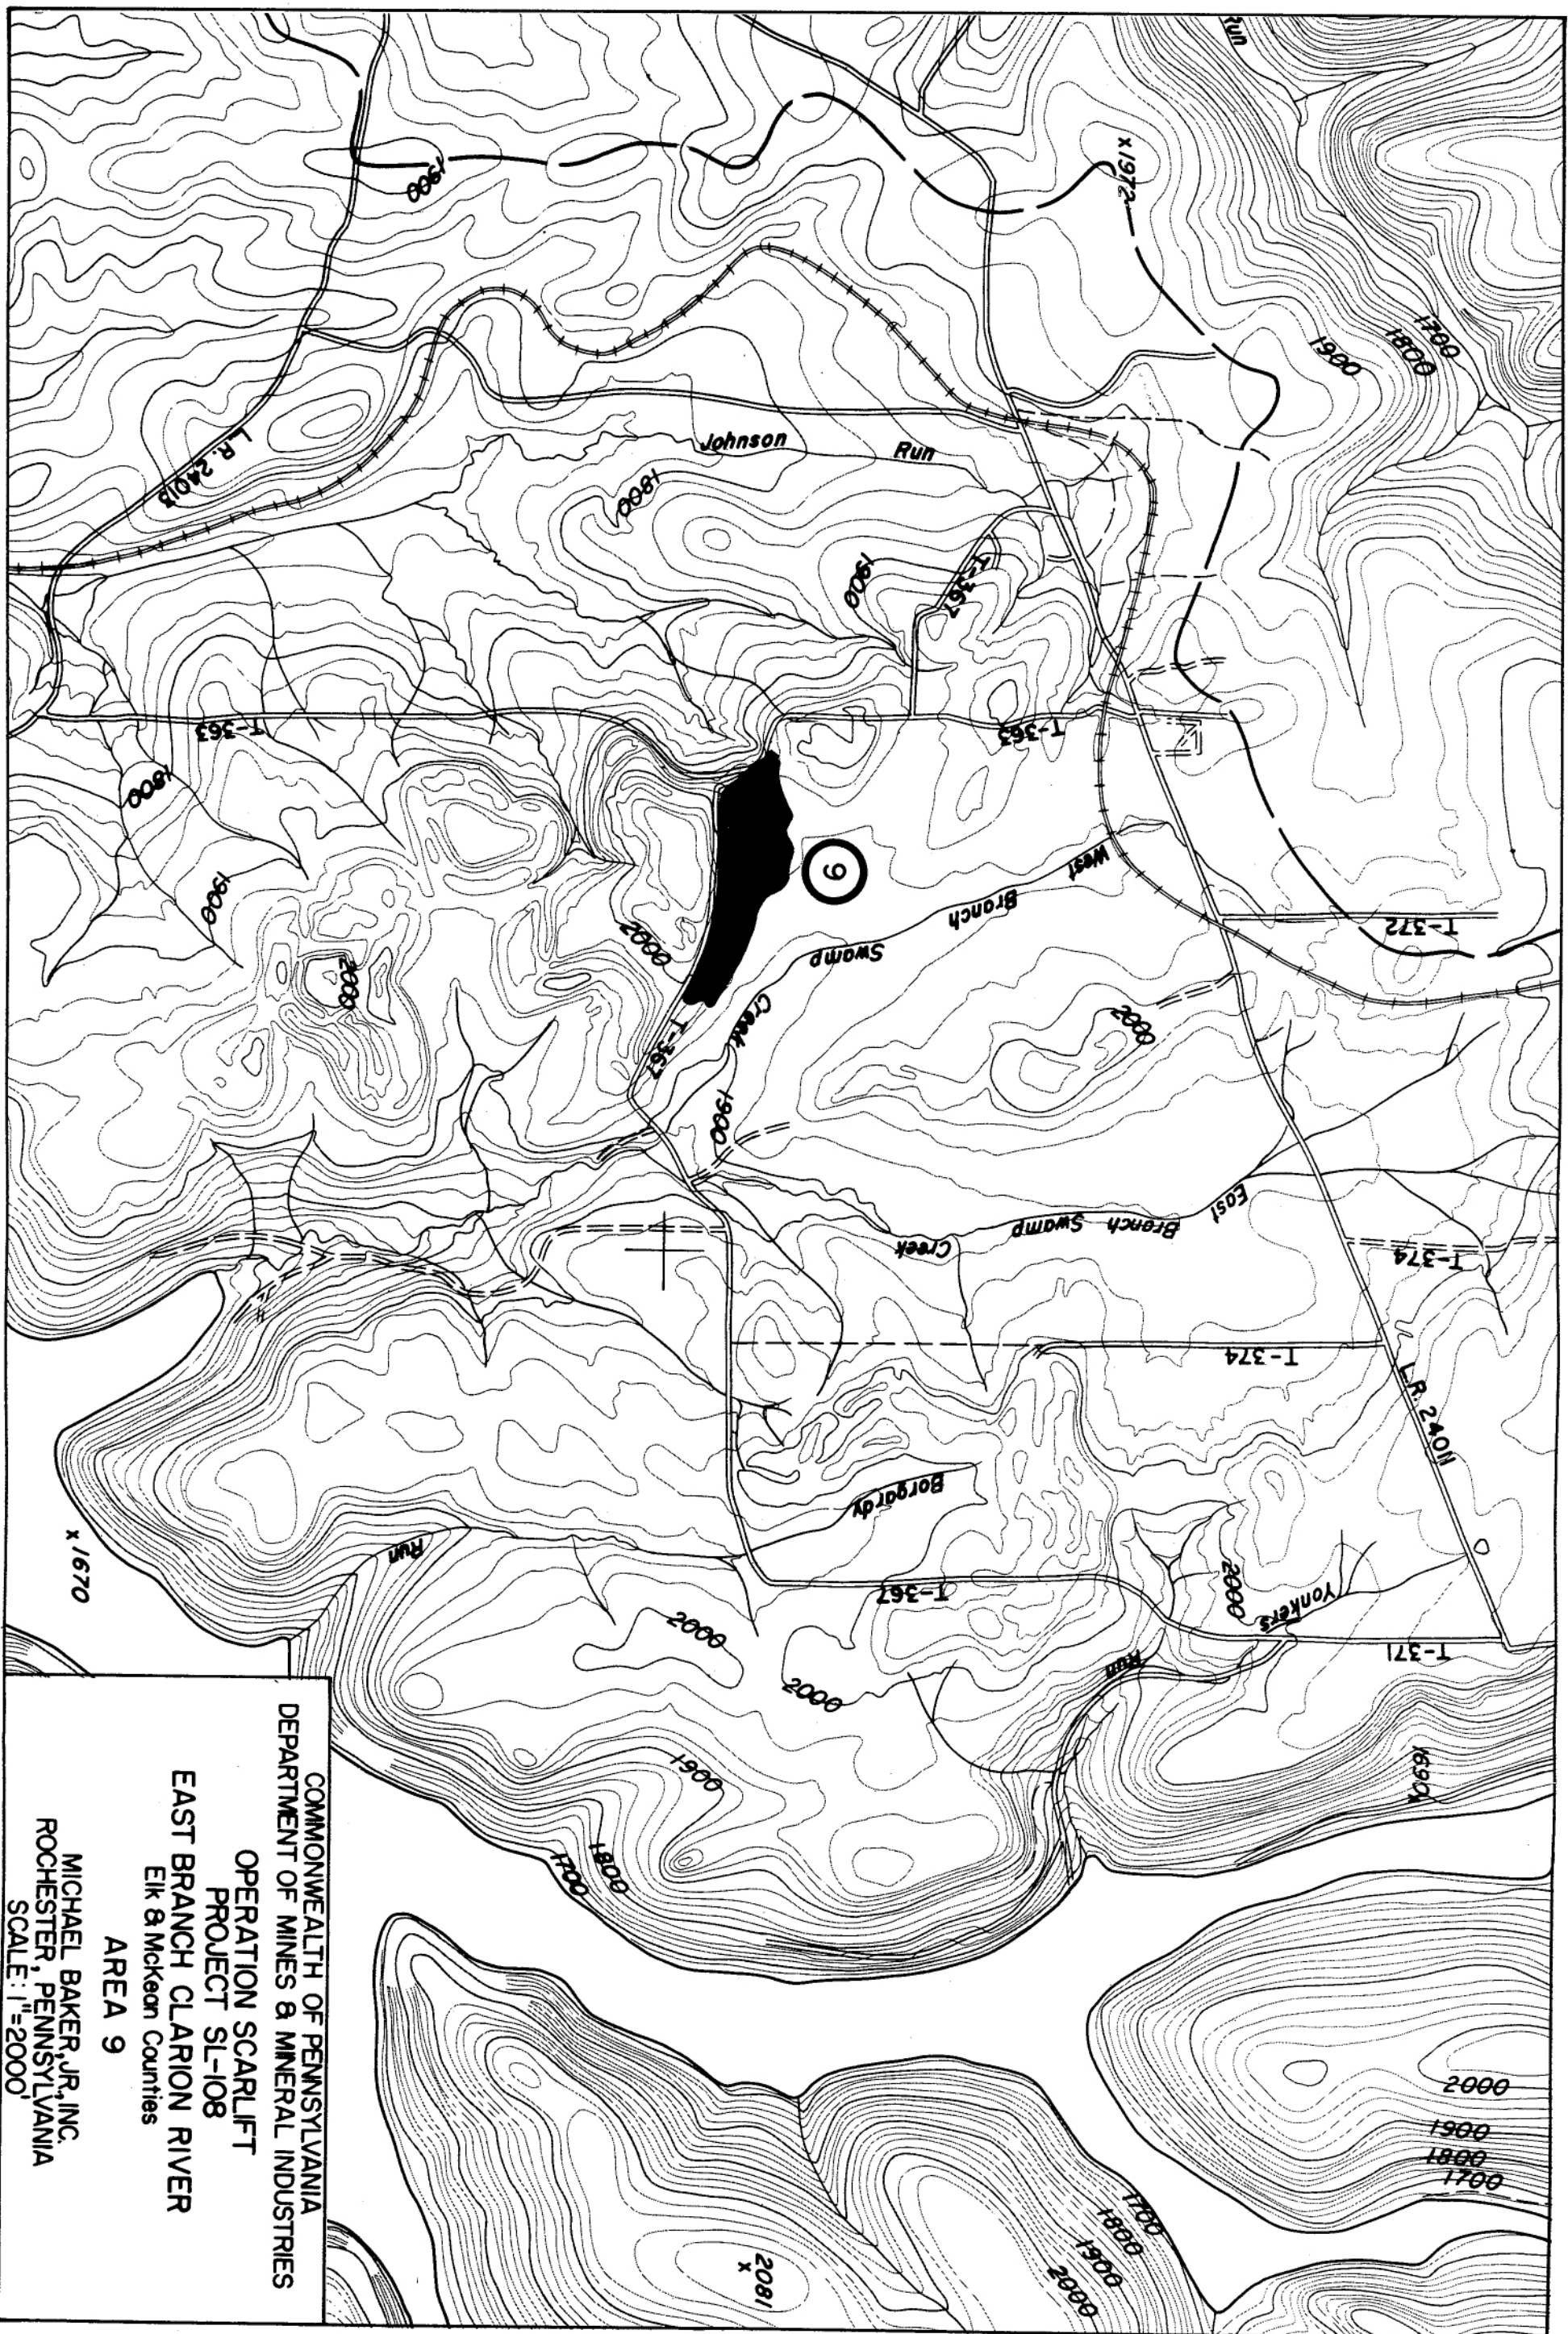 Run
x 1972
1900
1900
1800
1700
L.R. 24013
Johnson Run
1800
1900
T-367
T-363
T-363
1800
1900
2000
2000
9
West Branch Swamp Creek
T-372
2000
T-367
1900
East Branch Swamp Creek
T-374
T-374
L.R. 24011
Borgardy Run
T-367
2000
Yonkers Run
T-371
2000
2000
x 1670
1690x
1900
1800
1700
2000
1900
1800
1700
1700
1800
1900
2000
2081
x
COMMONWEALTH OF PENNSYLVANIA
DEPARTMENT OF MINES & MINERAL INDUSTRIES
OPERATION SCARLIFT
PROJECT SL-108
EAST BRANCH CLARION RIVER
Elk & McKean Counties
AREA 9
MICHAEL BAKER, JR., INC.
ROCHESTER, PENNSYLVANIA
SCALE: 1"=2000'